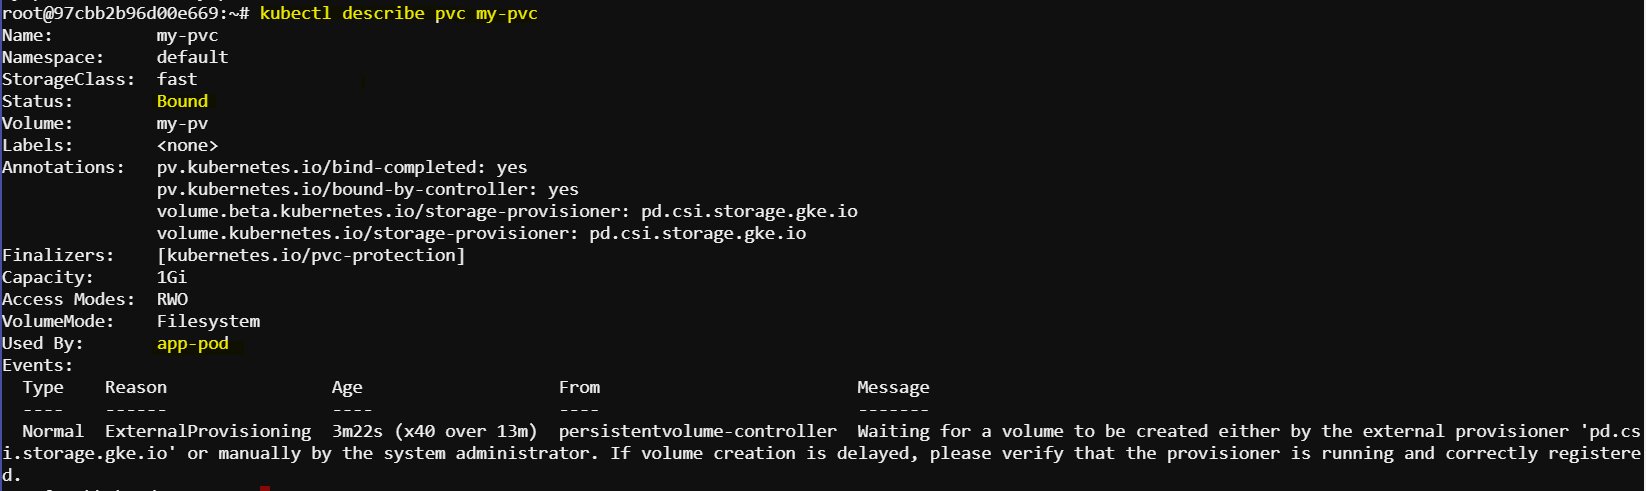 root@97cbb2b96d00e669:~# kubectl describe pvc my-pvc
Name:          my-pvc
Namespace:     default
StorageClass:  fast
Status:        Bound
Volume:        my-pv
Labels:        <none>
Annotations:   pv.kubernetes.io/bind-completed: yes
               pv.kubernetes.io/bound-by-controller: yes
               volume.beta.kubernetes.io/storage-provisioner: pd.csi.storage.gke.io
               volume.kubernetes.io/storage-provisioner: pd.csi.storage.gke.io
Finalizers:    [kubernetes.io/pvc-protection]
Capacity:      1Gi
Access Modes:  RWO
VolumeMode:    Filesystem
Used By:       app-pod
Events:
  Type    Reason                Age                   From                         Message
  ----    ------                ----                  ----                         -------
  Normal  ExternalProvisioning  3m22s (x40 over 13m)  persistentvolume-controller  Waiting for a volume to be created either by the external provisioner 'pd.cs
i.storage.gke.io' or manually by the system administrator. If volume creation is delayed, please verify that the provisioner is running and correctly registere
d.